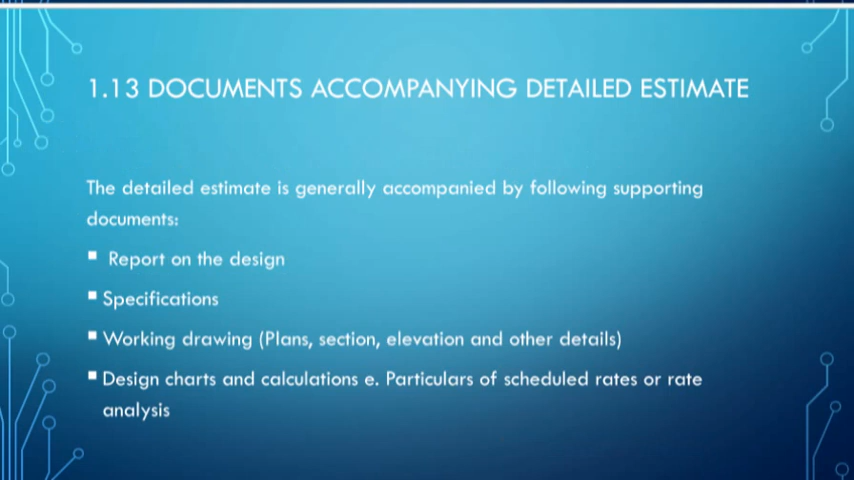 1.13 DOCUMENTS ACCOMPANYING DETAILED ESTIMATE
The detailed estimate is generally accompanied by following supporting
documents:
▪ Report on the design
▪ Specifications
▪ Working drawing (Plans, section, elevation and other details)
▪ Design charts and calculations e. Particulars of scheduled rates or rate
analysis